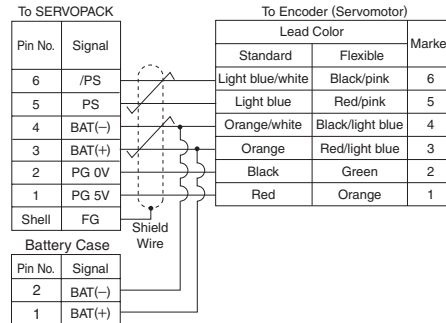 To SERVOPACK
To Encoder (Servomotor)
Pin No. Signal
Lead Color
Marke
Standard Flexible
6 /PS Light blue/white Black/pink 6
5 PS Light blue Red/pink 5
4 BAT(−) Orange/white Black/light blue 4
3 BAT(+) Orange Red/light blue 3
2 PG 0V Black Green 2
1 PG 5V Red Orange 1
Shell FG
Shield
Wire
Battery Case
Pin No. Signal
2 BAT(−)
1 BAT(+)